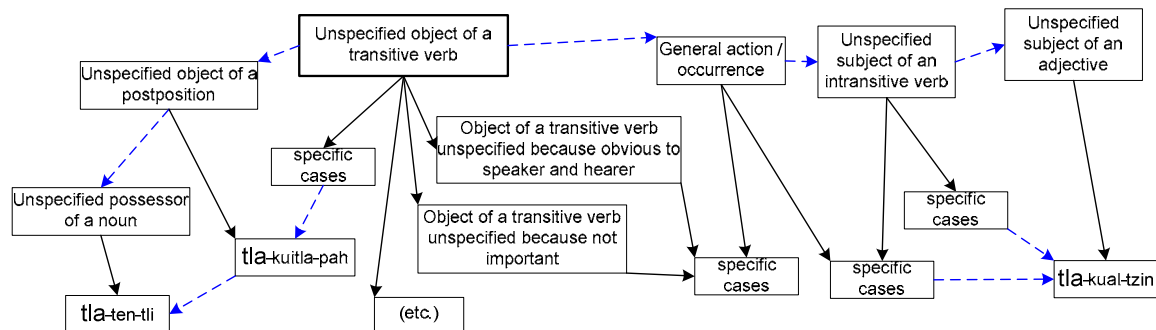 Unspecified object of a
transitive verb
General action /
occurrence
Unspecified
subject of an
intransitive verb
Unspecified
subject of an
adjective
Unspecified object of a
postposition
specific
cases
Object of a transitive verb
unspecified because obvious to
speaker and hearer
Unspecified possessor
of a noun
Object of a transitive verb
unspecified because not
important
specific
cases
tla-kuitla-pah
specific
cases
specific
cases
tla-kual-tzin
tla-ten-tli
(etc.)